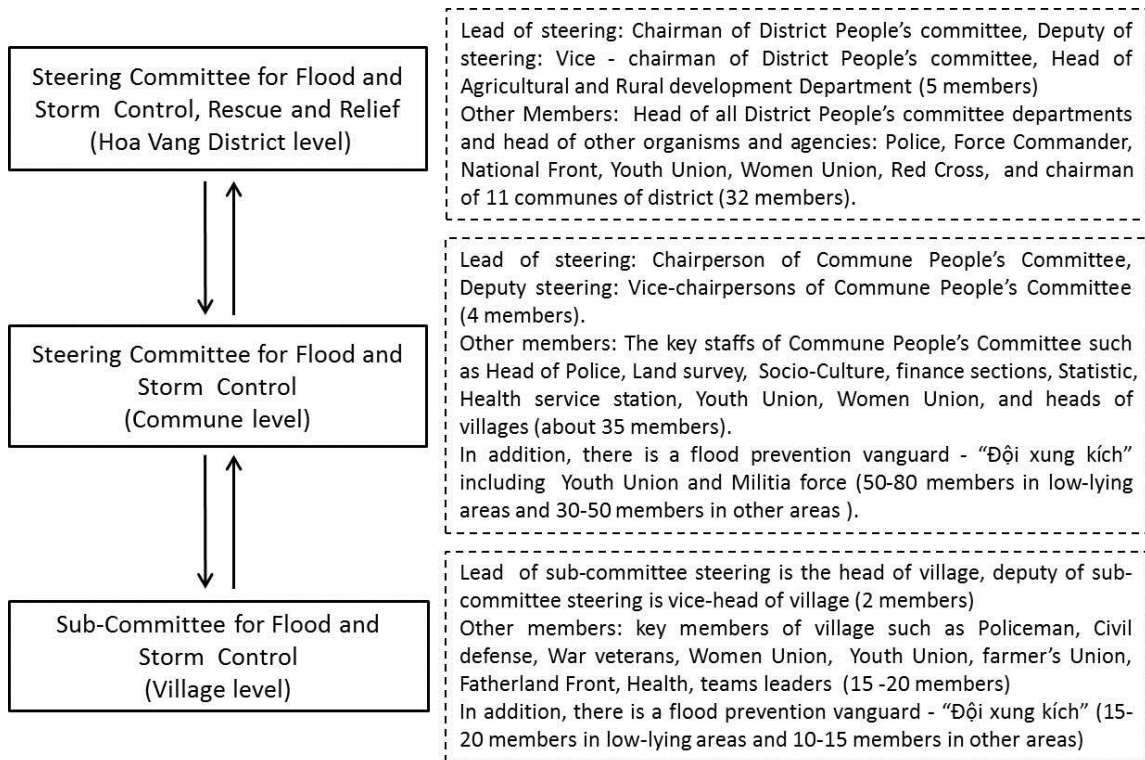 Steering Committee for Flood and
Storm Control, Rescue and Relief
(Hoa Vang District level)
Lead of steering: Chairman of District People's committee, Deputy of
steering: Vice - chairman of District People's committee, Head of
Agricultural and Rural development Department (5 members)
Other Members: Head of all District People's committee departments
and head of other organisms and agencies: Police, Force Commander,
National Front, Youth Union, Women Union, Red Cross, and chairman
of 11 communes of district (32 members).
Steering Committee for Flood and
Storm Control
(Commune level)
Lead of steering: Chairperson of Commune People's Committee,
Deputy steering: Vice-chairpersons of Commune People's Committee
(4 members).
Other members: The key staffs of Commune People's Committee such
as Head of Police, Land survey, Socio-Culture, finance sections, Statistic,
Health service station, Youth Union, Women Union, and heads of
villages (about 35 members).
In addition, there is a flood prevention vanguard - “Đội xung kích”
including Youth Union and Militia force (50-80 members in low-lying
areas and 30-50 members in other areas ).
Sub-Committee for Flood and
Storm Control
(Village level)
Lead of sub-committee steering is the head of village, deputy of sub-
committee steering is vice-head of village (2 members)
Other members: key members of village such as Policeman, Civil
defense, War veterans, Women Union, Youth Union, farmer's Union,
Fatherland Front, Health, teams leaders (15 -20 members)
In addition, there is a flood prevention vanguard - “Đội xung kích” (15-
20 members in low-lying areas and 10-15 members in other areas)